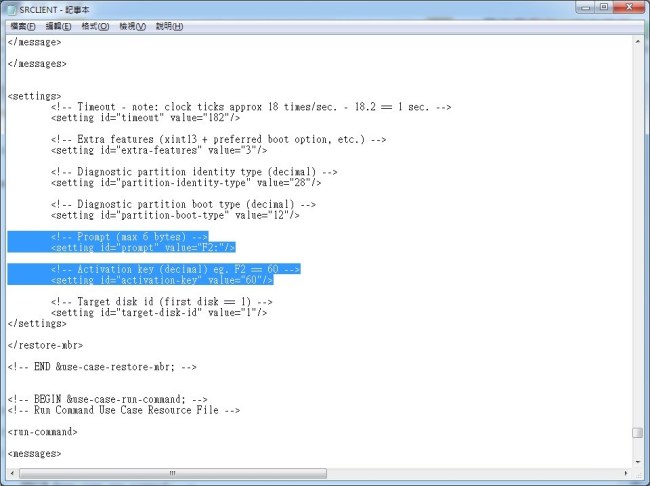 SRCLIENT - 記事本
檔案(F) 編輯(E) 格式(O) 檢視(V) 說明(H)
</message>
</messages>
<settings>
<!-- Timeout - note: clock ticks approx 18 times/sec. - 18.2 == 1 sec. -->
<setting id="timeout" value="182"/>
<!-- Extra features (xint13 + preferred boot option, etc.) -->
<setting id="extra-features" value="3"/>
<!-- Diagnostic partition identity type (decimal) -->
<setting id="partition-identity-type" value="28"/>
<!-- Diagnostic partition boot type (decimal) -->
<setting id="partition-boot-type" value="12"/>
<!-- Prompt (max 6 bytes) -->
<setting id="prompt" value="F2:"/>
<!-- Activation key (decimal) eg. F2 == 60 -->
<setting id="activation-key" value="60"/>
<!-- Target disk id (first disk == 1) -->
<setting id="target-disk-id" value="1"/>
</settings>
</restore-mbr>
<!-- END &use-case-restore-mbr; -->
<!-- BEGIN &use-case-run-command; -->
<!-- Run Command Use Case Resource File -->
<run-command>
<messages>